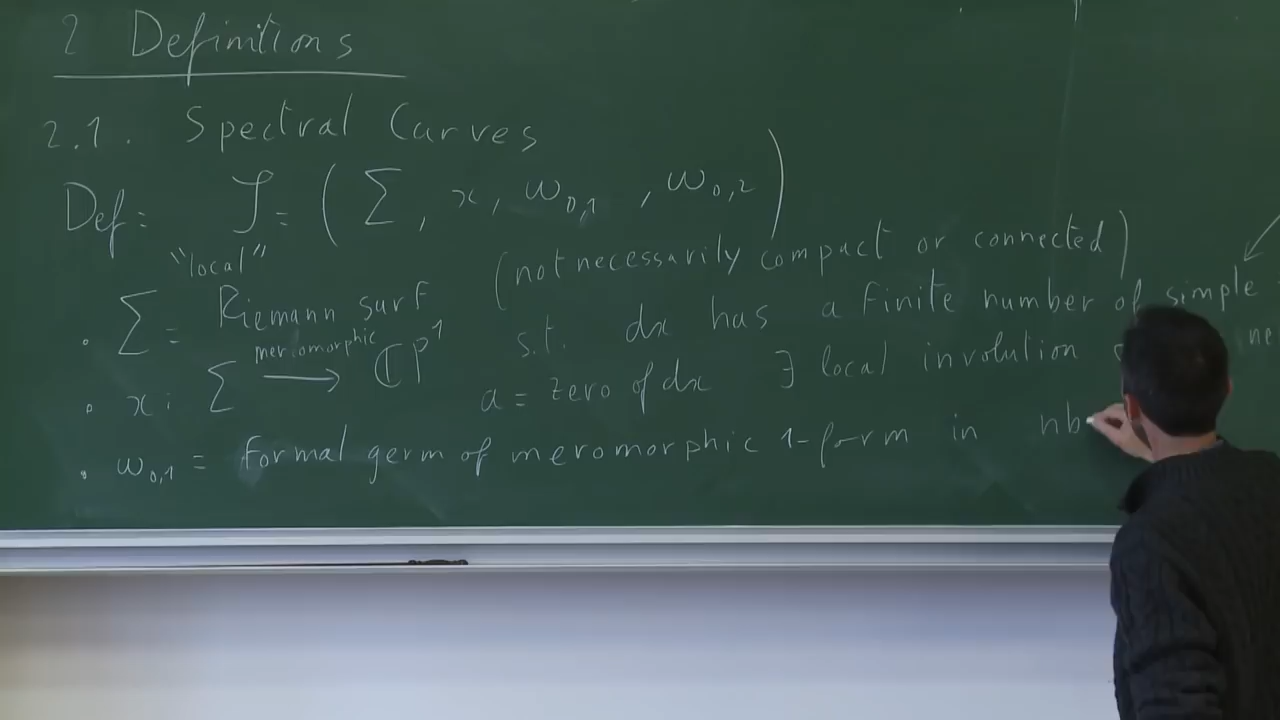 2 Definitions
2.1. Spectral Curves
Def: 𝒮 = (Σ, x, ω₀,₁, ω₀,₂)
"local"
• Σ = Riemann surf (not necessarily compact or connected)
• x: Σ ⟶ ℂP¹ s.t. dx has a finite number of simple
meromorphic
a = zero of dx ∃ local involution
ne
• ω₀,₁ = formal germ of meromorphic 1-form in nb